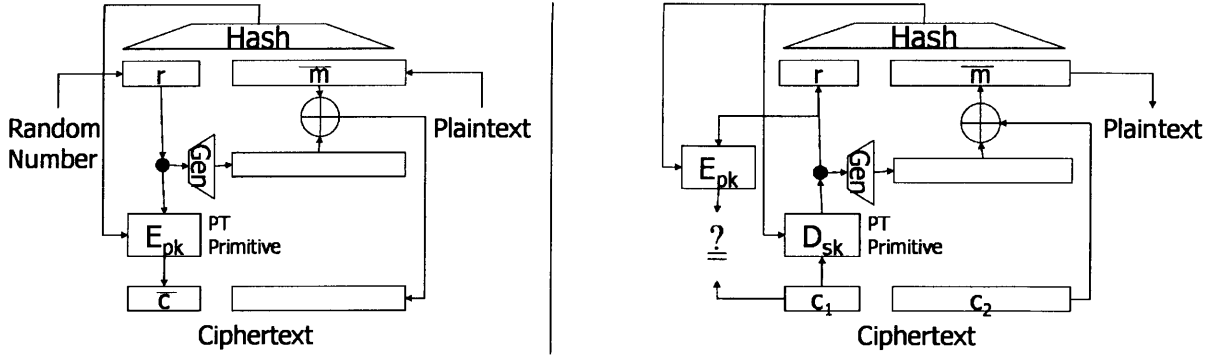 Hash
r
m
Random
Number
Plaintext
Gen
E_pk
PT
Primitive
c
Ciphertext
Hash
r
m
Plaintext
E_pk
Gen
?
=
D_sk
PT
Primitive
c_1
c_2
Ciphertext